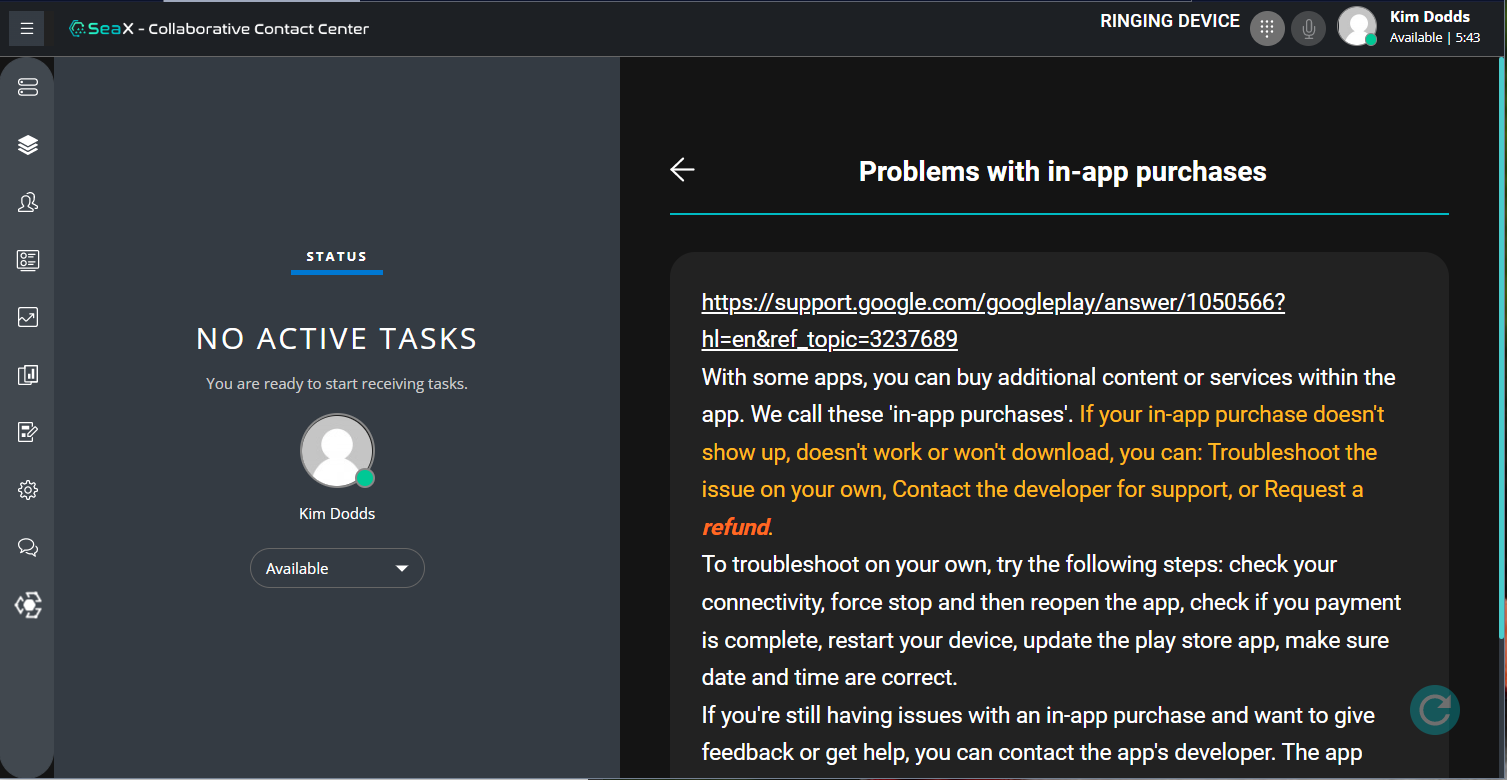 SeaX - Collaborative Contact Center
RINGING DEVICE
Kim Dodds
Available | 5:43
STATUS
NO ACTIVE TASKS
You are ready to start receiving tasks.
Kim Dodds
Available
Problems with in-app purchases
https://support.google.com/googleplay/answer/1050566?
hl=en&ref_topic=3237689
With some apps, you can buy additional content or services within the
app. We call these 'in-app purchases'. If your in-app purchase doesn't
show up, doesn't work or won't download, you can: Troubleshoot the
issue on your own, Contact the developer for support, or Request a
refund.
To troubleshoot on your own, try the following steps: check your
connectivity, force stop and then reopen the app, check if you payment
is complete, restart your device, update the play store app, make sure
date and time are correct.
If you're still having issues with an in-app purchase and want to give
feedback or get help, you can contact the app's developer. The app